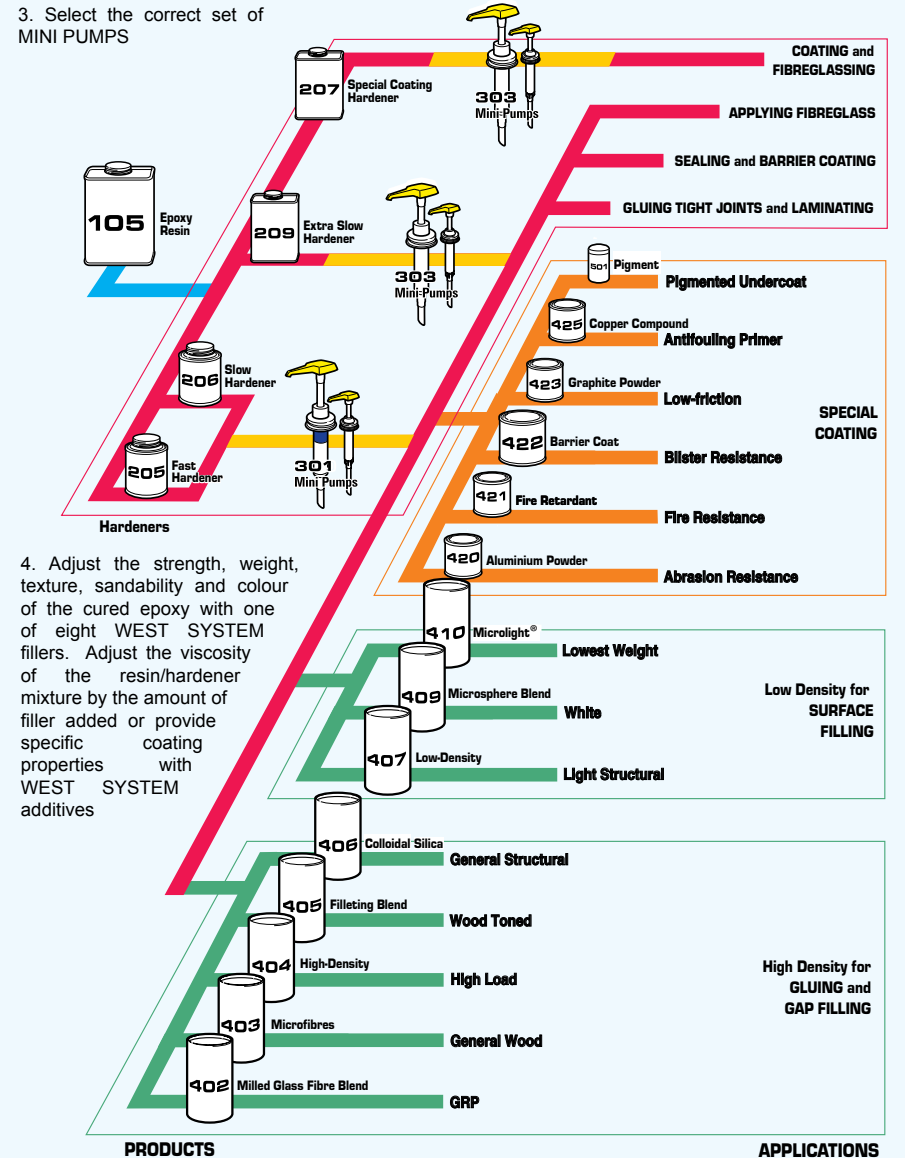 3. Select the correct set of
MINI PUMPS
207
Special Coating
Hardener
303
Mini-Pumps
COATING and
FIBREGLASSING
APPLYING FIBREGLASS
SEALING and BARRIER COATING
GLUING TIGHT JOINTS and LAMINATING
105
Epoxy
Resin
209
Extra Slow
Hardener
303
Mini-Pumps
206
Slow
Hardener
205
Fast
Hardener
301
Mini Pumps
Hardeners
501
Pigment
Pigmented Undercoat
425
Copper Compound
Antifouling Primer
423
Graphite Powder
Low-friction
SPECIAL
COATING
422
Barrier Coat
Blister Resistance
421
Fire Retardant
Fire Resistance
420
Aluminium Powder
Abrasion Resistance
4. Adjust the strength, weight,
texture, sandability and colour
of the cured epoxy with one
of eight WEST SYSTEM
fillers. Adjust the viscosity
of the resin/hardener
mixture by the amount of
filler added or provide
specific coating
properties with
WEST SYSTEM
additives
410
Microlight®
Lowest Weight
409
Microsphere Blend
White
407
Low-Density
Light Structural
Low Density for
SURFACE
FILLING
406
Colloidal Silica
General Structural
405
Filleting Blend
Wood Toned
404
High-Density
High Load
403
Microfibres
General Wood
402
Milled Glass Fibre Blend
GRP
High Density for
GLUING and
GAP FILLING
PRODUCTS
APPLICATIONS